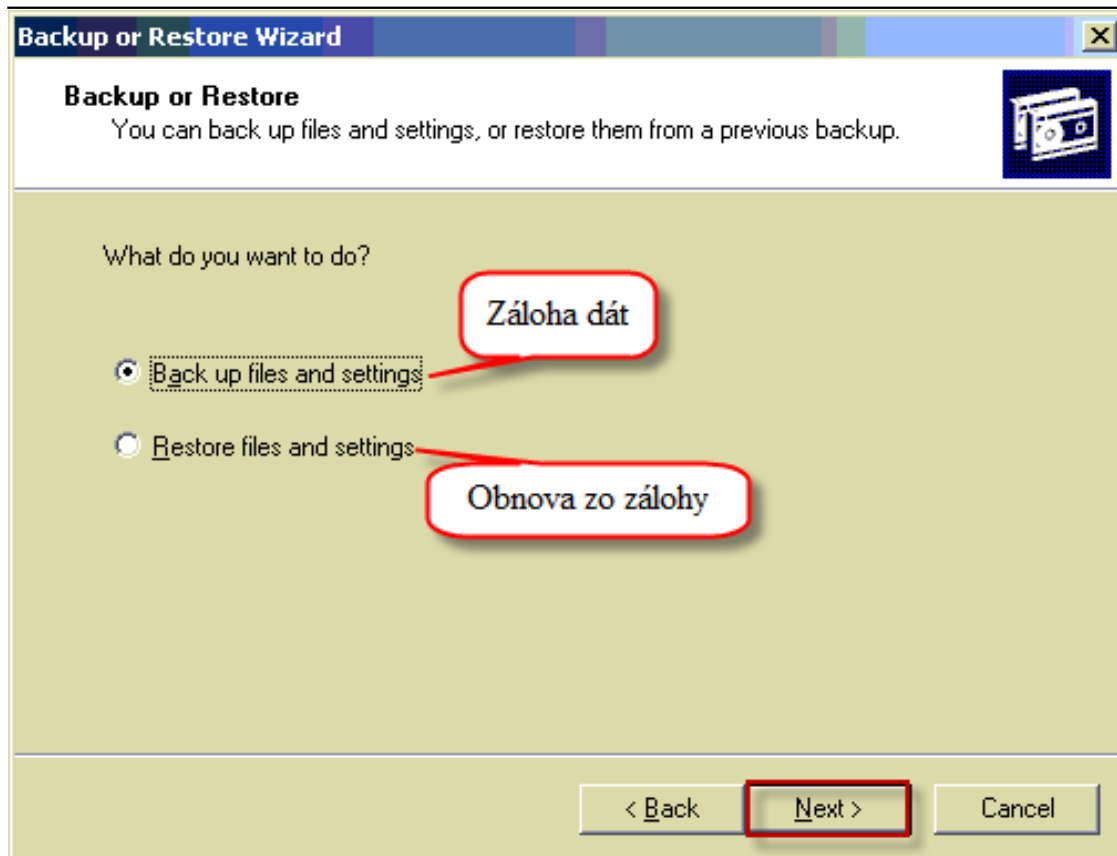 Backup or Restore Wizard
Backup or Restore
You can back up files and settings, or restore them from a previous backup.
What do you want to do?
Záloha dát
Back up files and settings
Restore files and settings
Obnova zo zálohy
< Back
Next >
Cancel